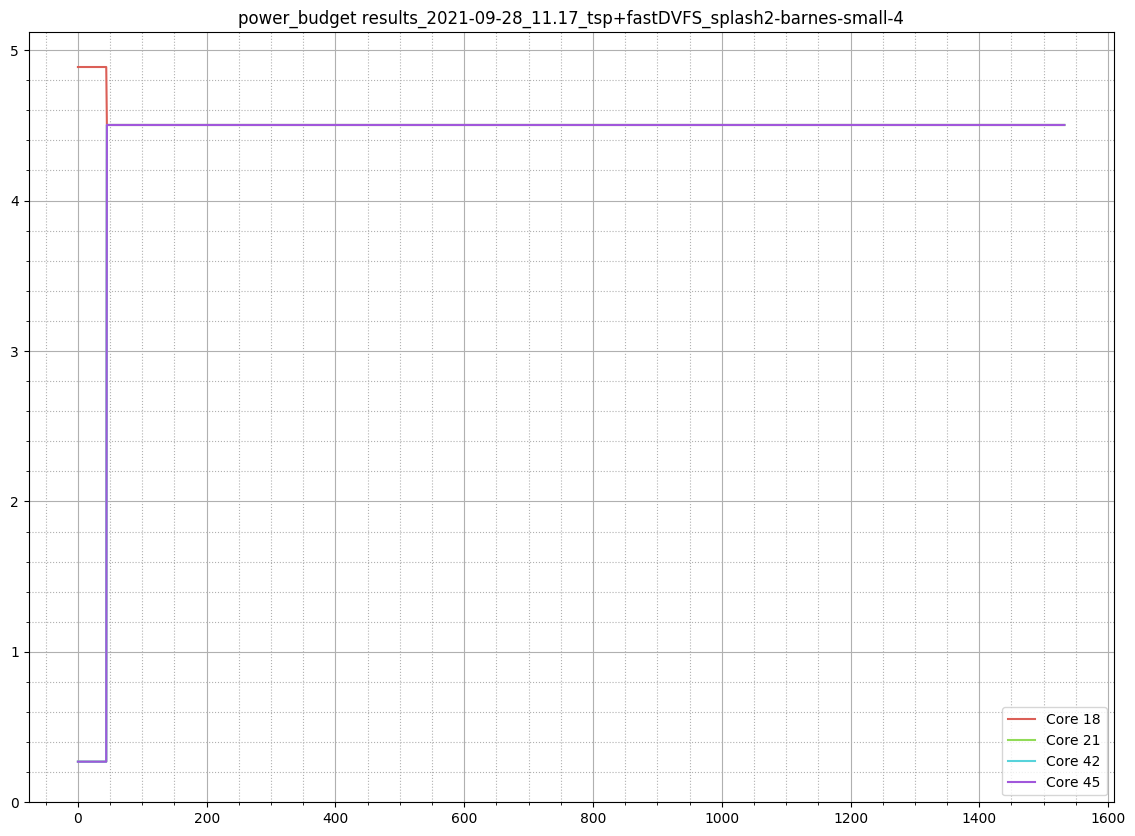 power_budget results_2021-09-28_11.17_tsp+fastDVFS_splash2-barnes-small-4
5
4
3
2
1
0
0 200 400 600 800 1000 1200 1400 1600
Core 18
Core 21
Core 42
Core 45